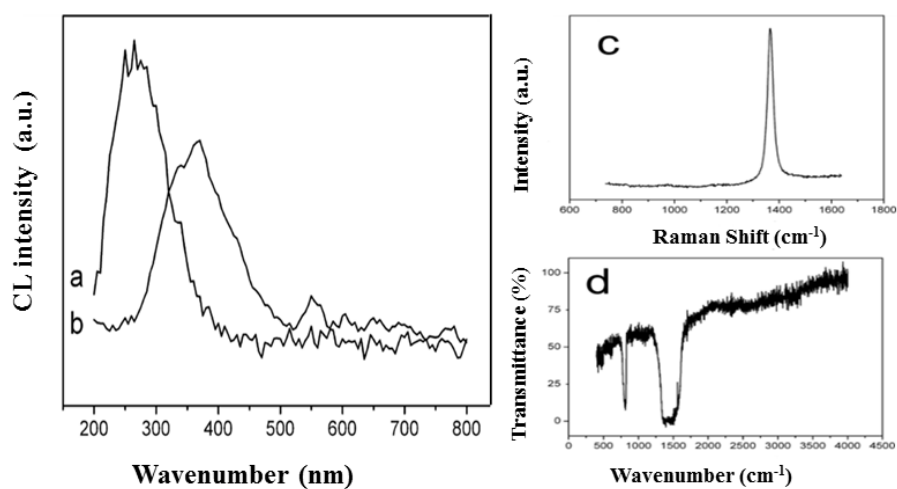 CL intensity (a.u.)
a
b
200 300 400 500 600 700 800
Wavenumber (nm)
c
Intensity (a.u.)
600 800 1000 1200 1400 1600 1800
Raman Shift (cm-1)
d
Transmittance (%)
100
75
50
25
0
0 500 1000 1500 2000 2500 3000 3500 4000 4500
Wavenumber (cm-1)